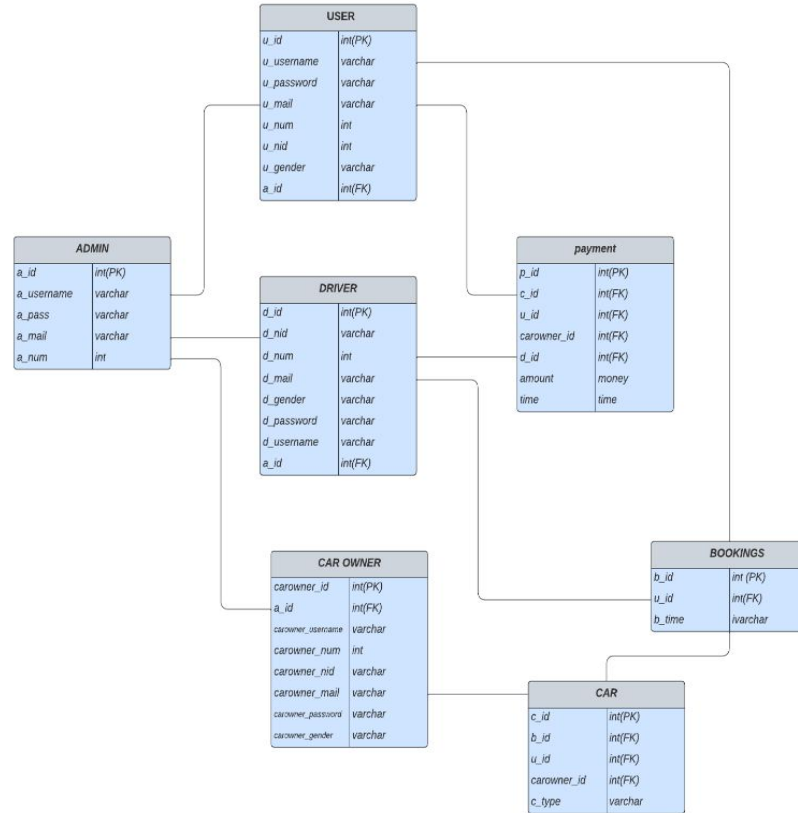 USER
u_id int(PK)
u_username varchar
u_password varchar
u_mail varchar
u_num int
u_nid int
u_gender varchar
a_id int(FK)
ADMIN
a_id int(PK)
a_username varchar
a_pass varchar
a_mail varchar
a_num int
DRIVER
d_id int(PK)
d_nid varchar
d_num int
d_mail varchar
d_gender varchar
d_password varchar
d_username varchar
a_id int(FK)
payment
p_id int(PK)
c_id int(FK)
u_id int(FK)
carowner_id int(FK)
d_id int(FK)
amount money
time time
CAR OWNER
carowner_id int(PK)
a_id int(FK)
carowner_username varchar
carowner_num int
carowner_nid varchar
carowner_mail varchar
carowner_password varchar
carowner_gender varchar
BOOKINGS
b_id int (PK)
u_id int(FK)
b_time ivarchar
CAR
c_id int(PK)
b_id int(FK)
u_id int(FK)
carowner_id int(FK)
c_type varchar